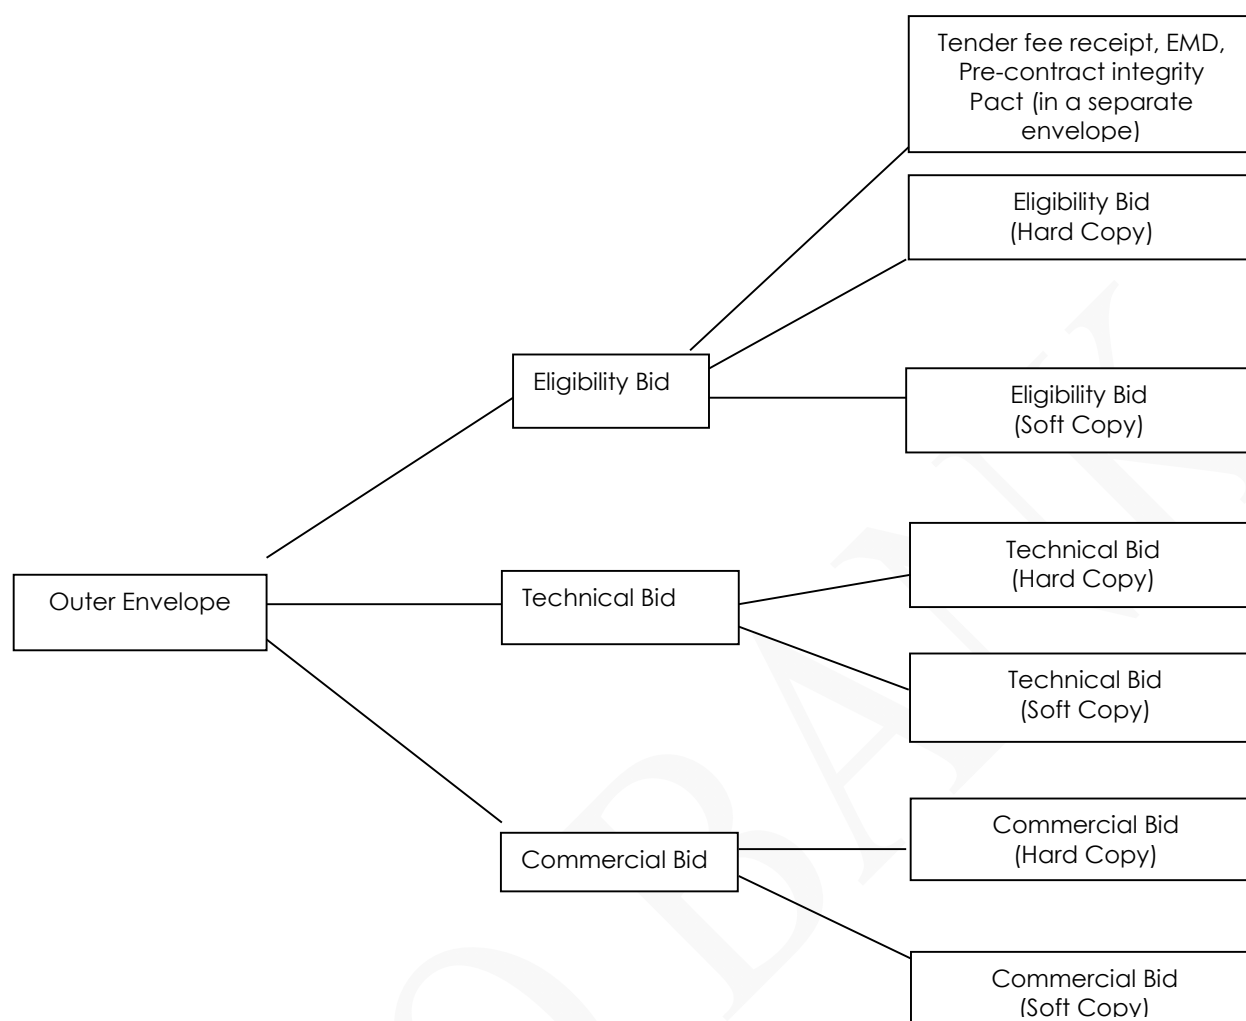 Tender fee receipt, EMD,
Pre-contract integrity
Pact (in a separate
envelope)
Eligibility Bid
(Hard Copy)
Eligibility Bid
Eligibility Bid
(Soft Copy)
Technical Bid
(Hard Copy)
Outer Envelope
Technical Bid
Technical Bid
(Soft Copy)
Commercial Bid
(Hard Copy)
Commercial Bid
Commercial Bid
(Soft Copy)
O BANK